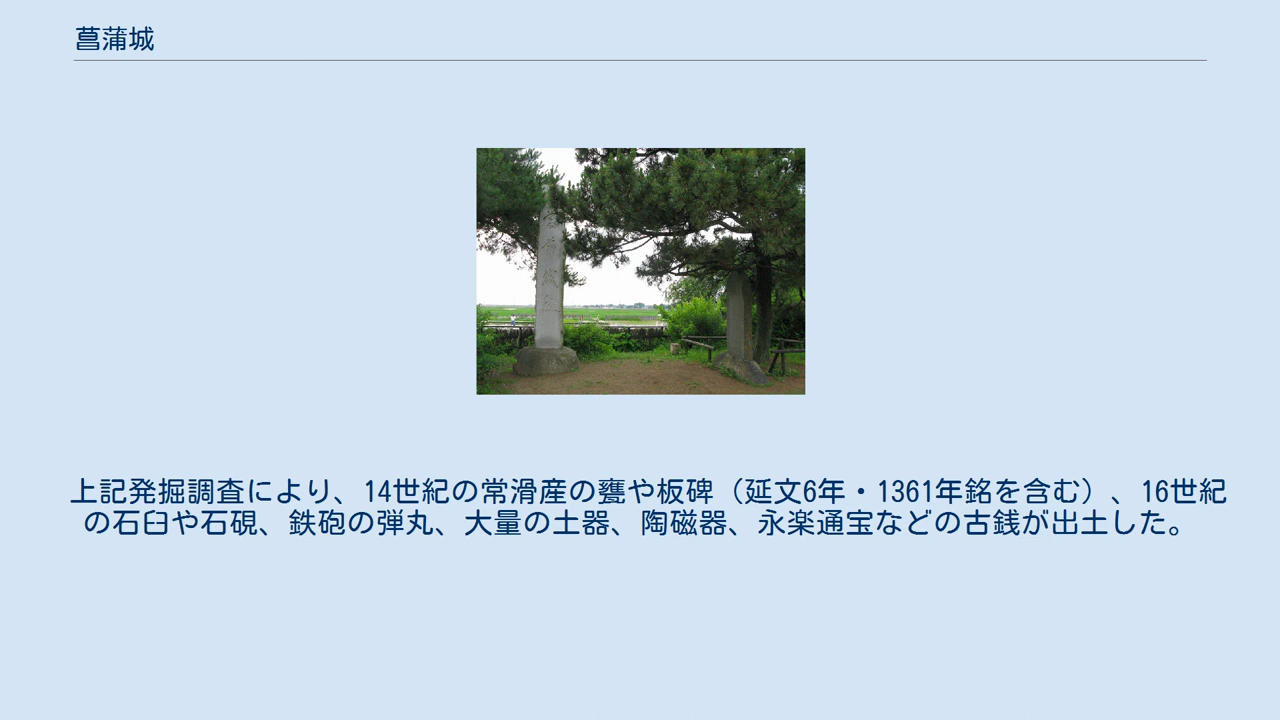 菖蒲城
上記発掘調査により、14世紀の常滑産の甕や板碑（延文6年・1361年銘を含む）、16世紀
の石臼や石硯、鉄砲の弾丸、大量の土器、陶磁器、永楽通宝などの古銭が出土した。